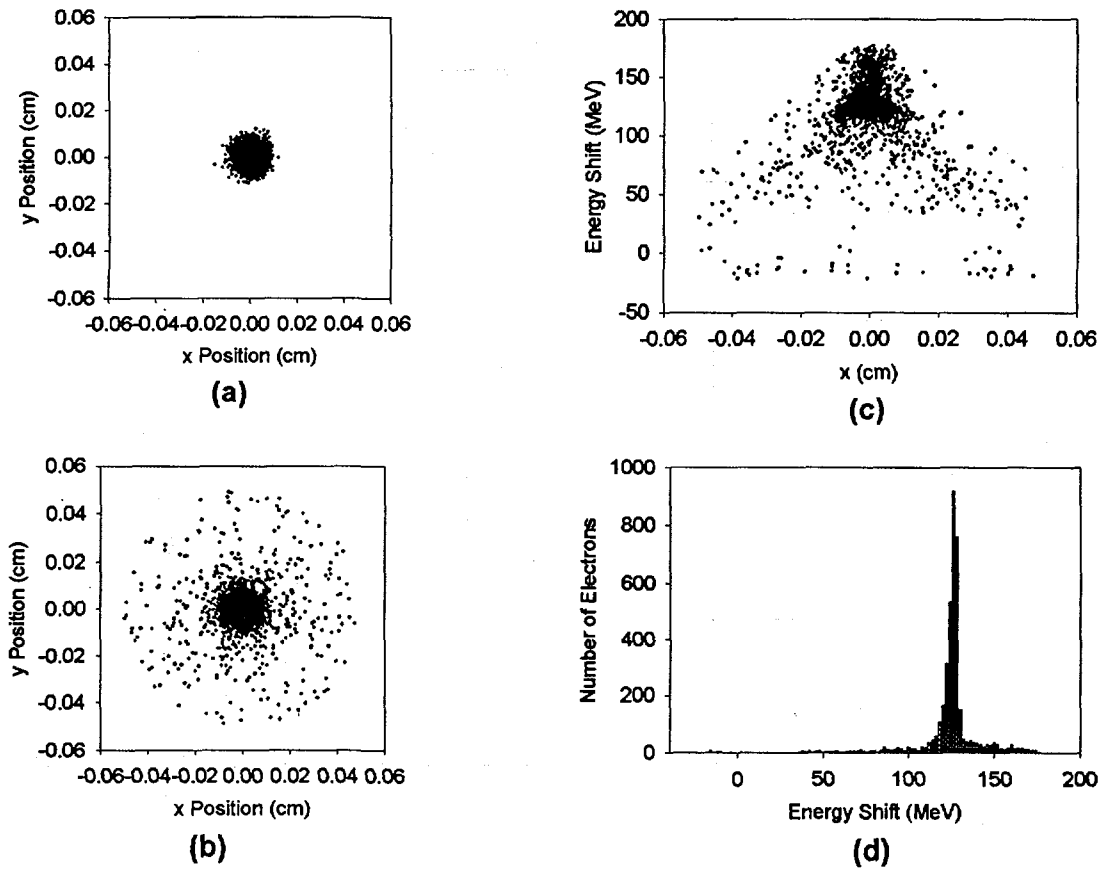 0.06
0.04
0.02
0.00
-0.02
-0.04
-0.06
y Position (cm)
-0.06-0.04-0.02 0.00 0.02 0.04 0.06
x Position (cm)
(a)
0.06
0.04
0.02
0.00
-0.02
-0.04
-0.06
y Position (cm)
-0.06-0.04-0.02 0.00 0.02 0.04 0.06
x Position (cm)
(b)
200
150
100
50
0
-50
Energy Shift (MeV)
-0.06 -0.04 -0.02 0.00 0.02 0.04 0.06
x (cm)
(c)
1000
800
600
400
200
0
Number of Electrons
0 50 100 150 200
Energy Shift (MeV)
(d)